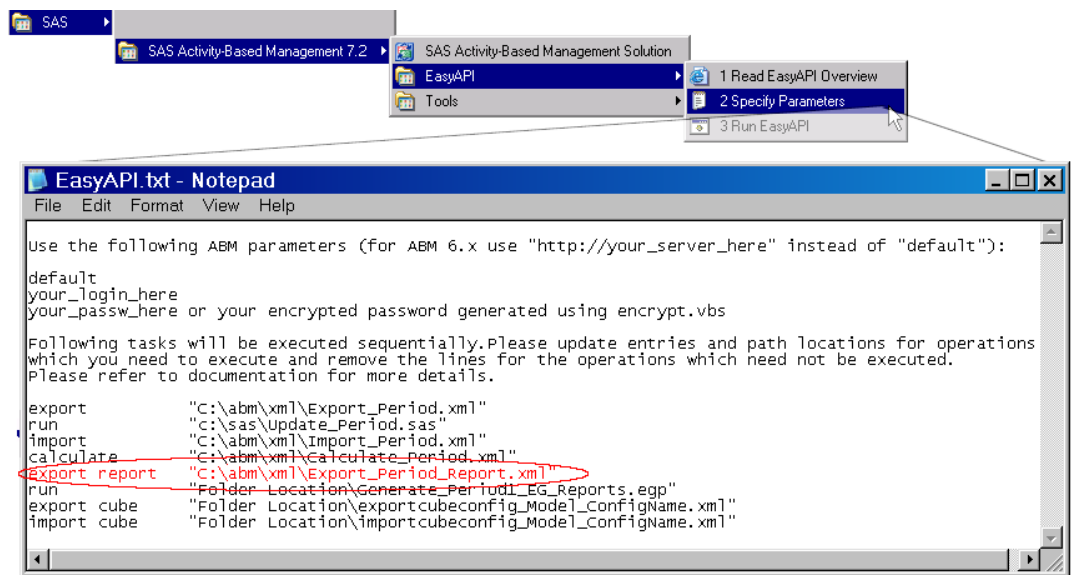 SAS
SAS Activity-Based Management 7.2
SAS Activity-Based Management Solution
EasyAPI
Tools
1 Read EasyAPI Overview
2 Specify Parameters
3 Run EasyAPI
EasyAPI.txt - Notepad
File Edit Format View Help
Use the following ABM parameters (for ABM 6.x use "http://your_server_here" instead of "default"):
default
your_login_here
your_passw_here or your encrypted password generated using encrypt.vbs
Following tasks will be executed sequentially.Please update entries and path locations for operations
which you need to execute and remove the lines for the operations which need not be executed.
Please refer to documentation for more details.
export "C:\abm\xml\Export_Period.xml"
run "c:\sas\Update_Period.sas"
import "C:\abm\xml\Import_Period.xml"
calculate "C:\abm\xml\Calculate_Period.xml"
export report "C:\abm\xml\Export_Period_Report.xml"
run "Folder Location\Generate_Period1_EG_Reports.egp"
export cube "Folder Location\exportcubeconfig_Model_ConfigName.xml"
import cube "Folder Location\importcubeconfig_Model_ConfigName.xml"